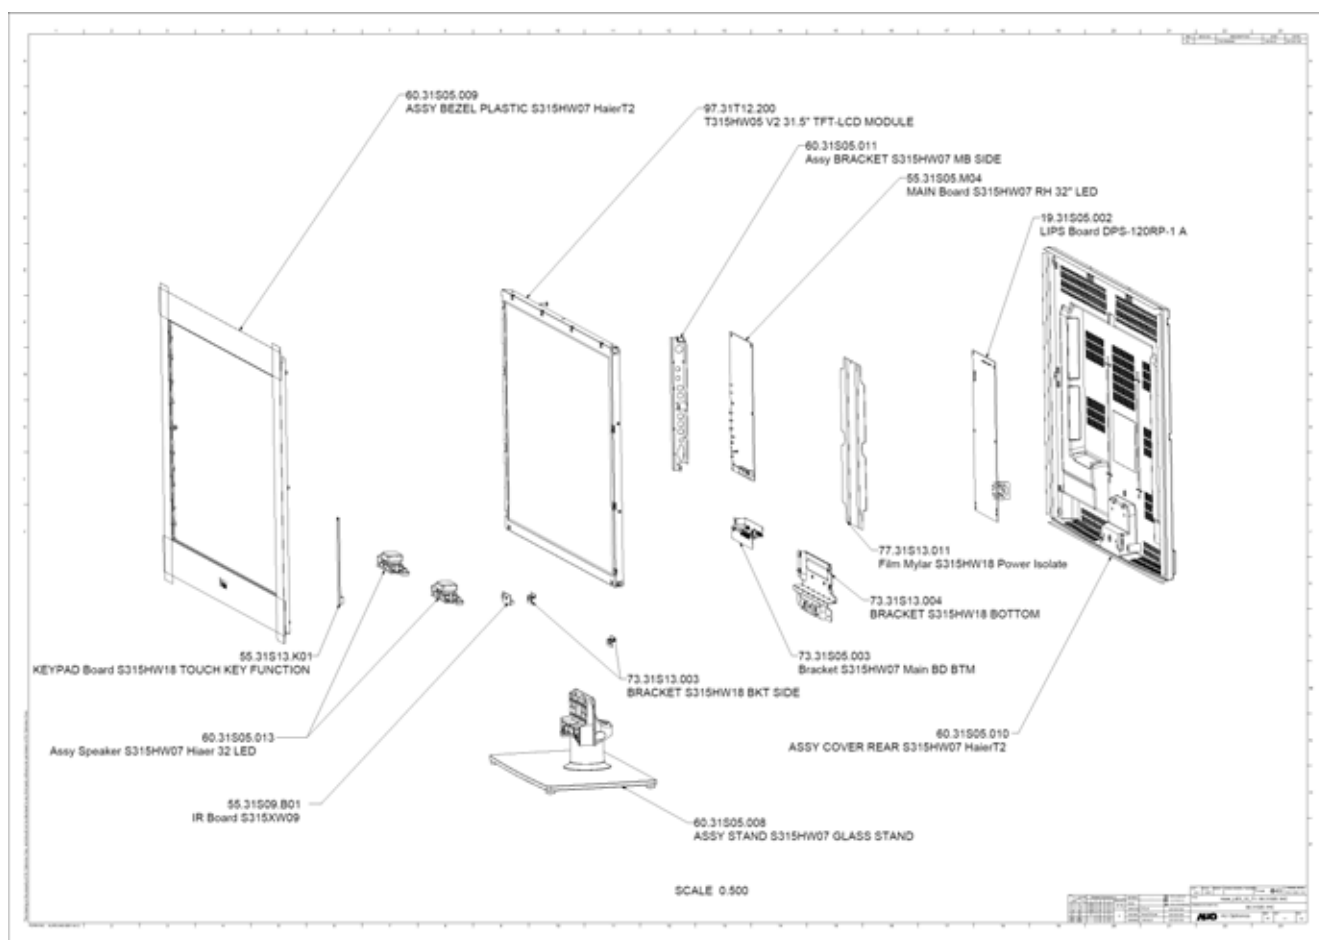 60.31S05.009
ASSY BEZEL PLASTIC S315HW07 HaierT2
97.31T12.200
T315HW05 V2 31.5" TFT-LCD MODULE
60.31S05.011
Assy BRACKET S315HW07 MB SIDE
55.31S05.M04
MAIN Board S315HW07 RH 32" LED
19.31S05.002
LIPS Board DPS-120RP-1 A
77.31S13.011
Film Mylar S315HW18 Power Isolate
73.31S13.004
BRACKET S315HW18 BOTTOM
55.31S13.K01
KEYPAD Board S315HW18 TOUCH KEY FUNCTION
73.31S05.003
Bracket S315HW07 Main BD BTM
73.31S13.003
BRACKET S315HW18 BKT SIDE
60.31S05.013
Assy Speaker S315HW07 Hiaer 32 LED
60.31S05.010
ASSY COVER REAR S315HW07 HaierT2
55.31S09.B01
IR Board S315XW09
60.31S05.008
ASSY STAND S315HW07 GLASS STAND
SCALE 0.500
AUO